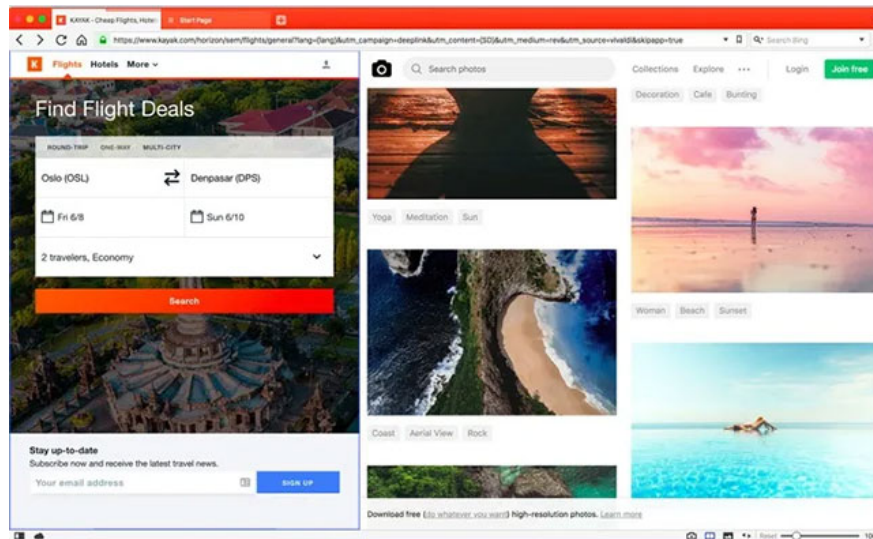 KAYAK - Cheap Flights, Hotels
Start Page
https://www.kayak.com/horizon/sem/flights/general?lang={lang}&utm_campaign=deeplink&utm_content={SD}&utm_medium=rev&utm_source=vivaldi&skipapp=true
Search Bing
K
Flights Hotels More
Find Flight Deals
ROUND-TRIP ONE-WAY MULTI-CITY
Oslo (OSL)
Denpasar (DPS)
Fri 6/8
Sun 6/10
2 travelers, Economy
Search
Stay up-to-date
Subscribe now and receive the latest travel news.
Your email address
SIGN UP
Search photos
Collections Explore ••• Login Join free
Decoration Cafe Bunting
Yoga Meditation Sun
Woman Beach Sunset
Coast Aerial View Rock
Download free (do whatever you want) high-resolution photos. Learn more
Reset